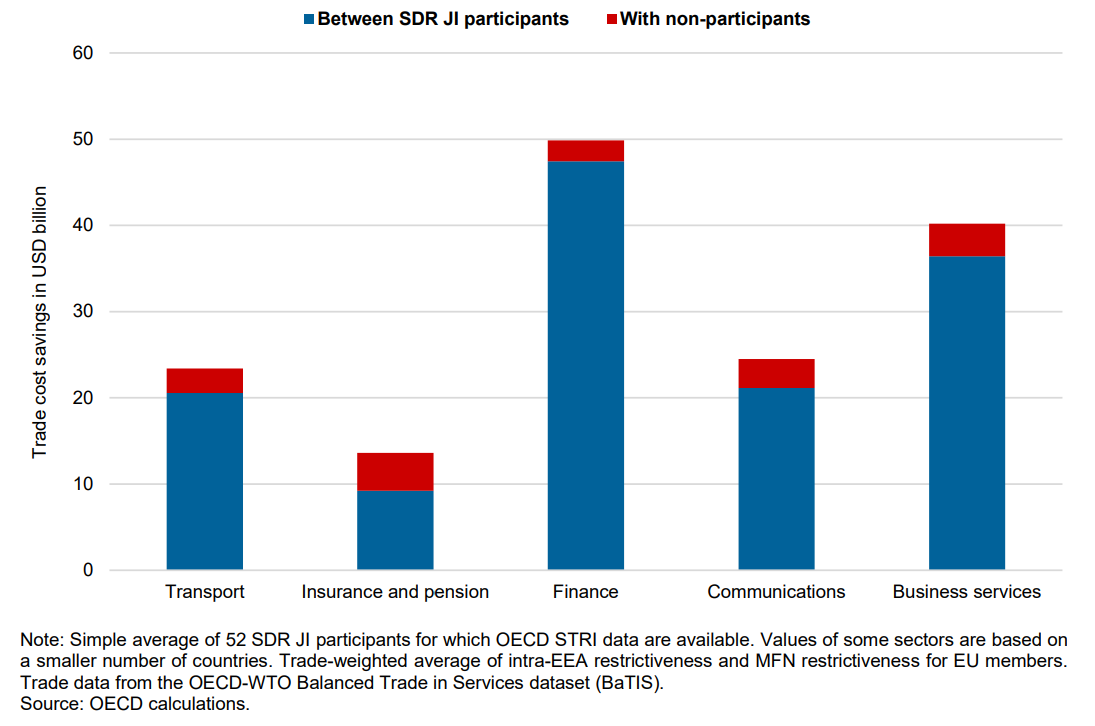 Between SDR JI participants With non-participants
60
50
40
30
20
10
0
Trade cost savings in USD billion
Transport Insurance and pension Finance Communications Business services
Note: Simple average of 52 SDR JI participants for which OECD STRI data are available. Values of some sectors are based on
a smaller number of countries. Trade-weighted average of intra-EEA restrictiveness and MFN restrictiveness for EU members.
Trade data from the OECD-WTO Balanced Trade in Services dataset (BaTIS).
Source: OECD calculations.